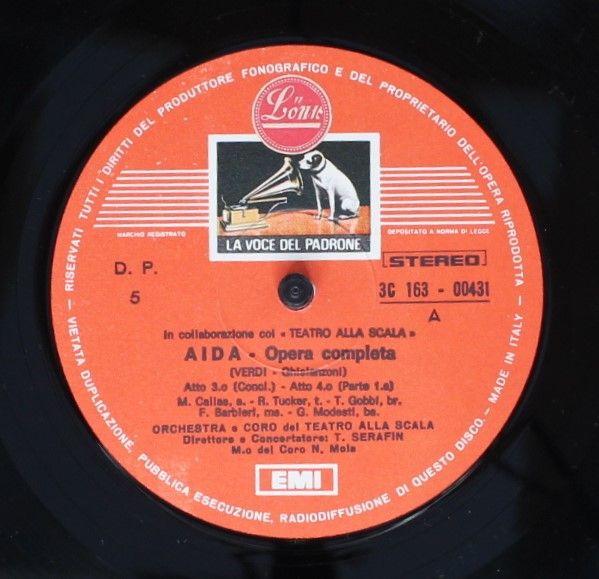 RISERVATI TUTTI I DIRITTI DEL PRODUTTORE FONOGRAFICO E DEL PROPRIETARIO DELL'OPERA RIPRODOTTA
MARCHIO REGISTRATO
LA VOCE DEL PADRONE
DEPOSITATO A NORMA DI LEGGE
D. P.
5
STEREO
3C 163 - 00431
A
In collaborazione col « TEATRO ALLA SCALA »
AIDA - Opera completa
(VERDI - Ghislanzoni)
Atto 3.o (Concl.) - Atto 4.o (Parte 1.a)
M. Callas, s. - R. Tucker, t. - T. Gobbi, br.
F. Barbieri, ms. - G. Modesti, bs.
ORCHESTRA e CORO del TEATRO ALLA SCALA
Direttore e Concertatore: T. SERAFIN
M.o del Coro N. Mola
EMI
VIETATA DUPLICAZIONE, PUBBLICA ESECUZIONE, RADIODIFFUSIONE DI QUESTO DISCO. - MADE IN ITALY -